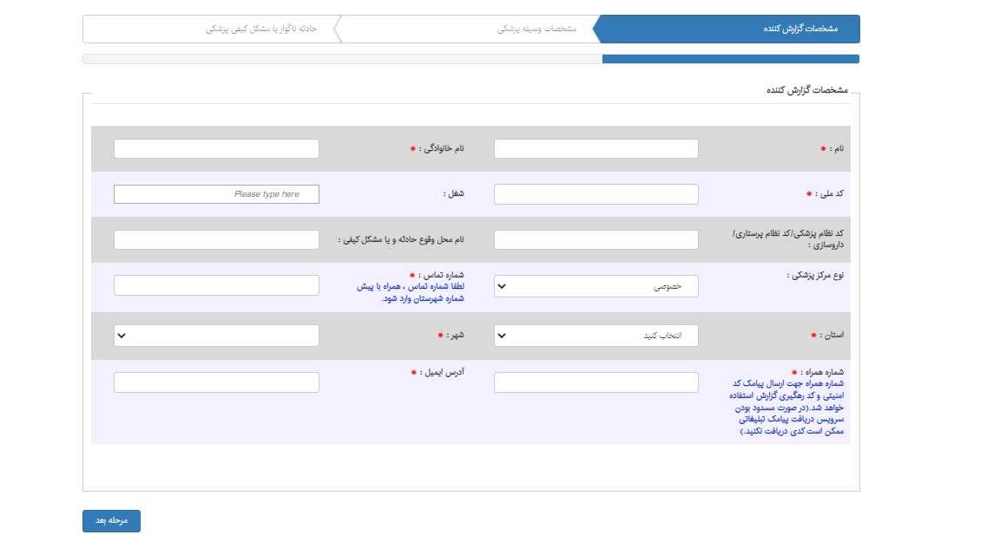 مشخصات گزارش کننده
مشخصات وسیله پزشکی
حادثه ناگوار یا مشکل کیفی پزشکی
مشخصات گزارش کننده
نام : *
نام خانوادگی : *
کد ملی : *
شغل :
Please type here
کد نظام پزشکی/کد نظام پرستاری/
داروسازی :
نام محل وقوع حادثه و یا مشکل کیفی :
نوع مرکز پزشکی :
خصوصی
شماره تماس : *
لطفا شماره تماس ، همراه با پیش
شماره شهرستان وارد شود.
استان : *
انتخاب کنید
شهر : *
شماره همراه : *
شماره همراه جهت ارسال پیامک کد
امنیتی و کد رهگیری گزارش استفاده
خواهد شد.(در صورت مسدود بودن
سرویس دریافت پیامک تبلیغاتی
ممکن است کدی دریافت نکنید.)
آدرس ایمیل : *
مرحله بعد